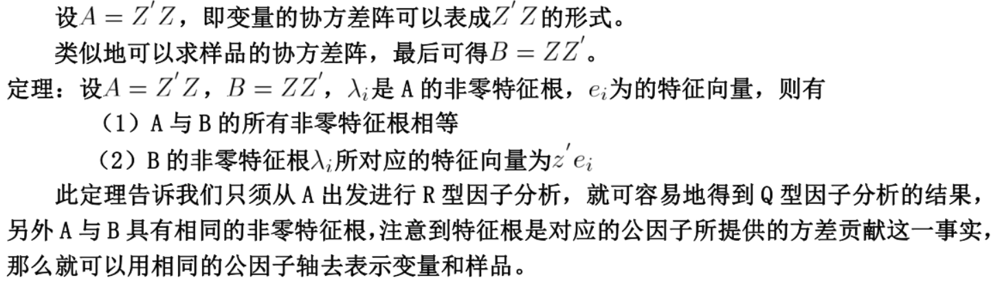 设A = Z′Z，即变量的协方差阵可以表成Z′Z的形式。
类似地可以求样品的协方差阵，最后可得B = ZZ′。
定理：设A = Z′Z，B = ZZ′，λi是 A 的非零特征根，ei为的特征向量，则有
（1）A 与 B 的所有非零特征根相等
（2）B 的非零特征根λi所对应的特征向量为z′ei
此定理告诉我们只须从 A 出发进行 R 型因子分析，就可容易地得到 Q 型因子分析的结果，
另外 A 与 B 具有相同的非零特征根，注意到特征根是对应的公因子所提供的方差贡献这一事实，
那么就可以用相同的公因子轴去表示变量和样品。